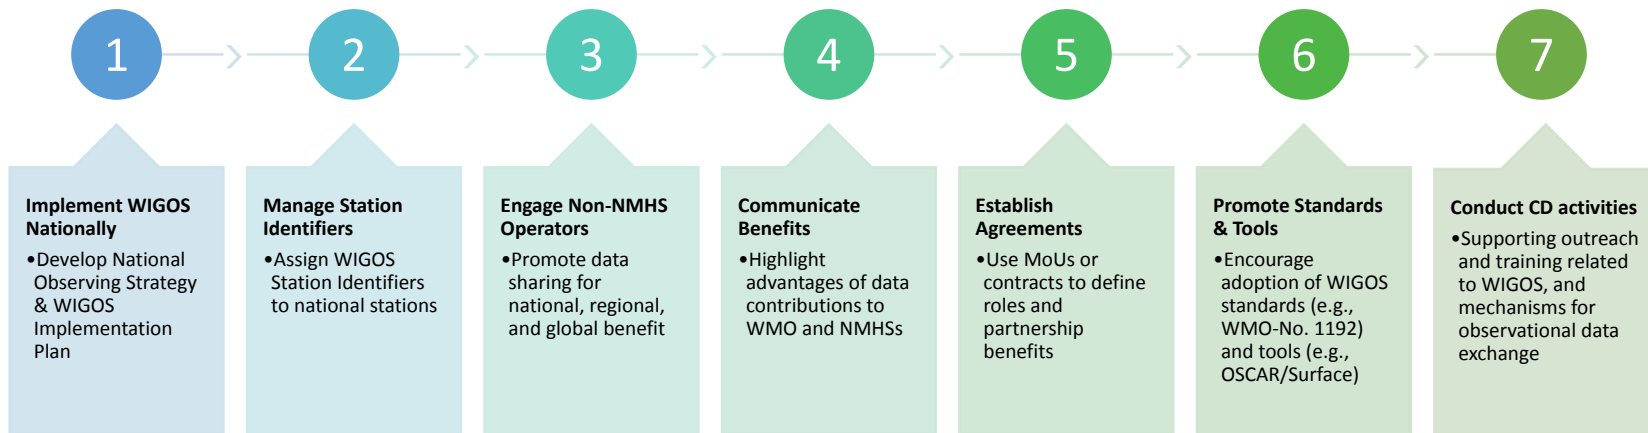 1
2
3
4
5
6
7
Implement WIGOS
Nationally
•Develop National
Observing Strategy
& WIGOS
Implementation
Plan
Manage Station
Identifiers
•Assign WIGOS
Station Identifiers
to national stations
Engage Non-NMHS
Operators
•Promote data
sharing for
national, regional,
and global benefit
Communicate
Benefits
•Highlight
advantages of data
contributions to
WMO and NMHSs
Establish
Agreements
•Use MoUs or
contracts to define
roles and
partnership
benefits
Promote Standards
& Tools
•Encourage
adoption of WIGOS
standards (e.g.,
WMO-No. 1192)
and tools (e.g.,
OSCAR/Surface)
Conduct CD activities
•Supporting outreach
and training related
to WIGOS, and
mechanisms for
observational data
exchange